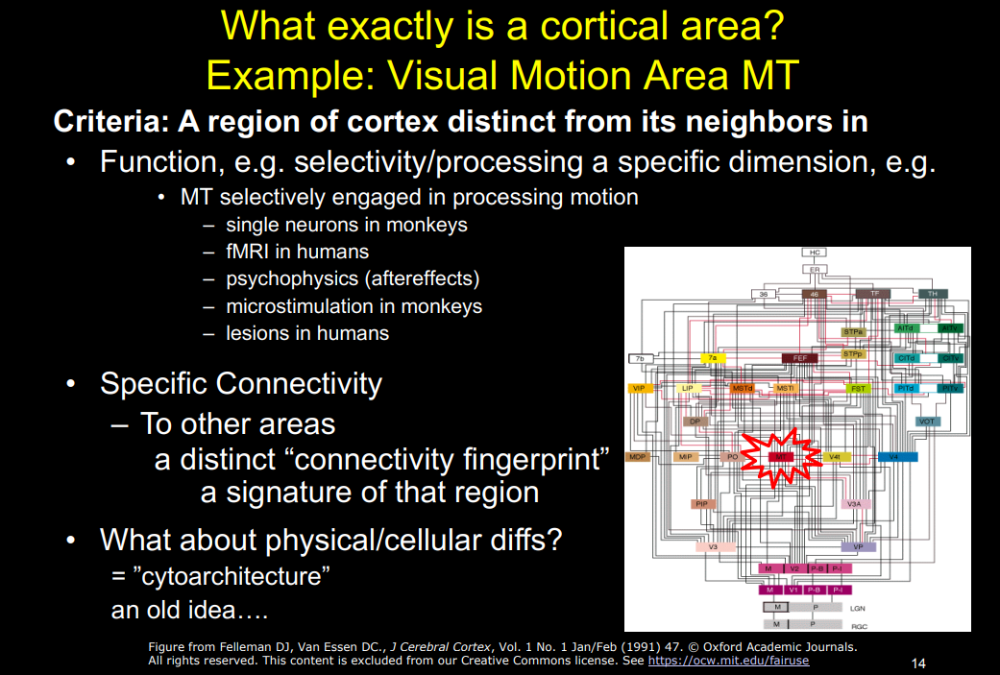 What exactly is a cortical area?
Example: Visual Motion Area MT
Criteria: A region of cortex distinct from its neighbors in
• Function, e.g. selectivity/processing a specific dimension, e.g.
• MT selectively engaged in processing motion
– single neurons in monkeys
– fMRI in humans
– psychophysics (aftereffects)
– microstimulation in monkeys
– lesions in humans
• Specific Connectivity
– To other areas
a distinct “connectivity fingerprint”
a signature of that region
• What about physical/cellular diffs?
= ”cytoarchitecture”
an old idea….
HC
ER
36 46 TF TH
STPa AITd AITv
7b 7a FEF STPp CITd CITv
VIP LIP MSTd MSTl FST PITd PITv
DP VOT
MDP MIP PO MT V4t V4
PIP V3A
V3 VP
M V2 P-B P-I
M V1 P-B P-I
M P LGN
M P RGC
Figure from Felleman DJ, Van Essen DC., J Cerebral Cortex, Vol. 1 No. 1 Jan/Feb (1991) 47. © Oxford Academic Journals.
All rights reserved. This content is excluded from our Creative Commons license. See https://ocw.mit.edu/fairuse
14